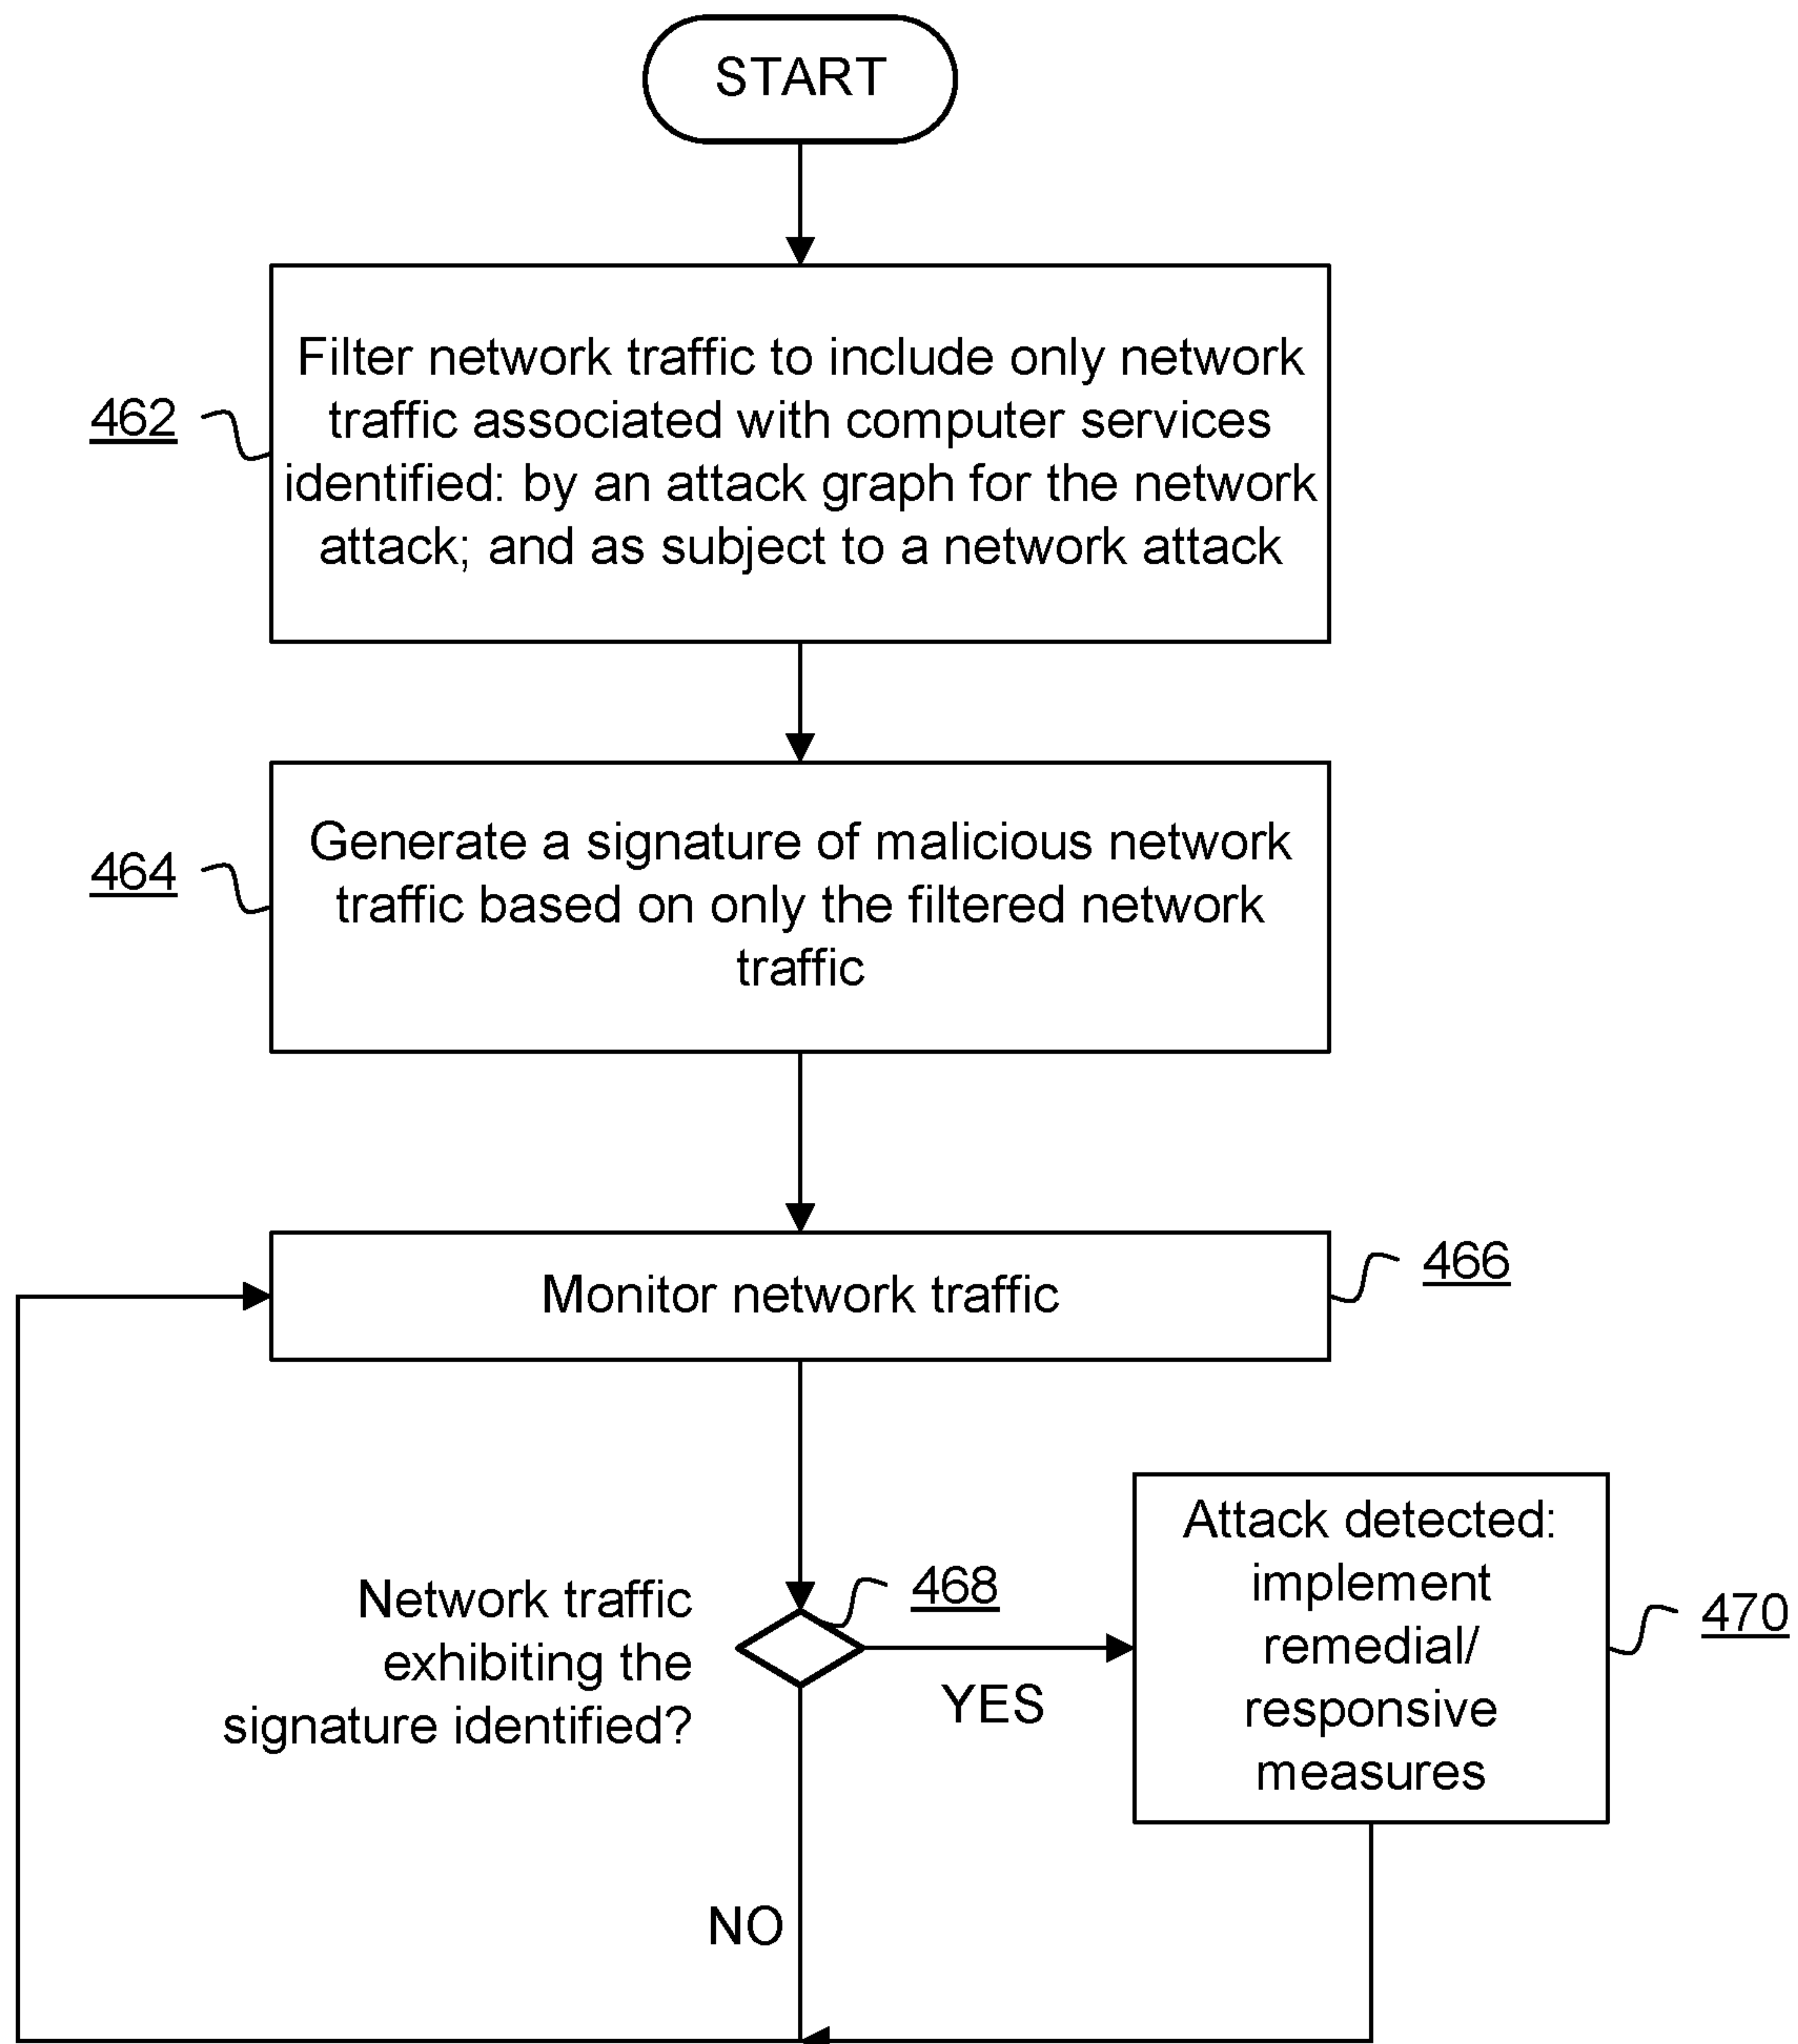 START
462
Filter network traffic to include only network
traffic associated with computer services
identified: by an attack graph for the network
attack; and as subject to a network attack
464
Generate a signature of malicious network
traffic based on only the filtered network
traffic
Monitor network traffic
466
Network traffic
exhibiting the
signature identified?
468
YES
NO
Attack detected:
implement
remedial/
responsive
measures
470